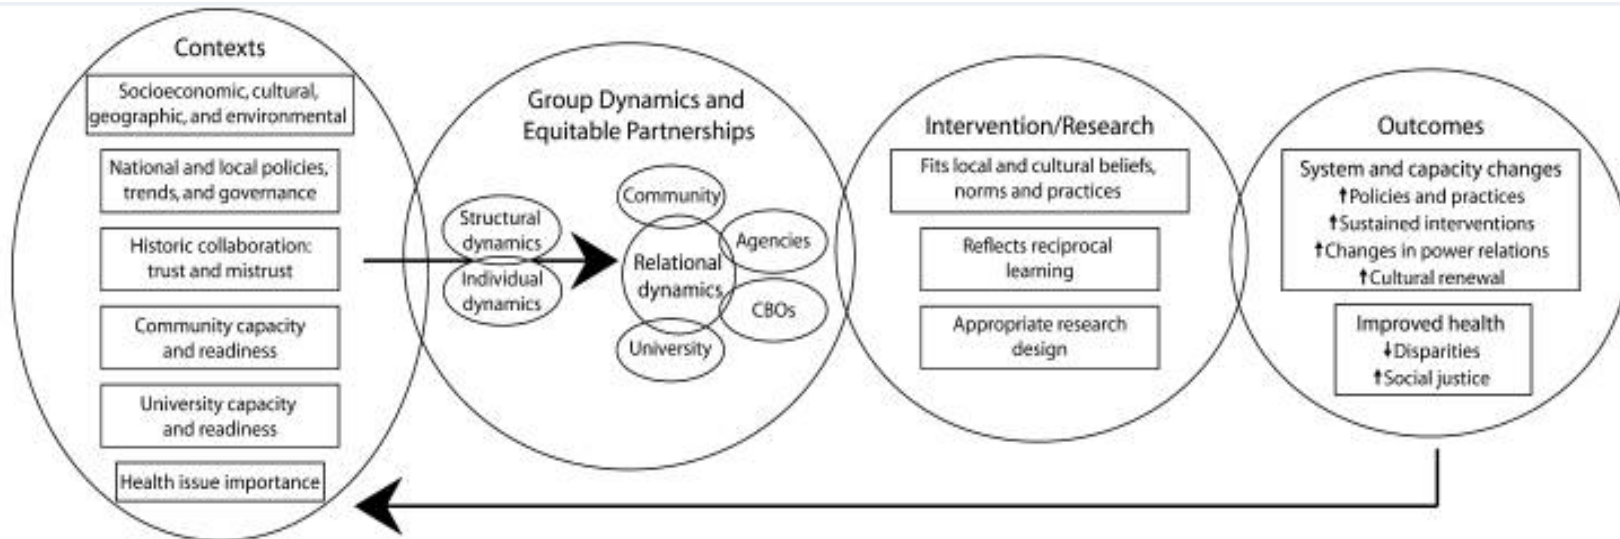 Contexts
Socioeconomic, cultural,
geographic, and environmental
National and local policies,
trends, and governance
Historic collaboration:
trust and mistrust
Community capacity
and readiness
University capacity
and readiness
Health issue importance
Group Dynamics and
Equitable Partnerships
Structural
dynamics
Individual
dynamics
Community
Relational
dynamics
Agencies
CBOs
University
Intervention/Research
Fits local and cultural beliefs,
norms and practices
Reflects reciprocal
learning
Appropriate research
design
Outcomes
System and capacity changes
↑Policies and practices
↑Sustained interventions
↑Changes in power relations
↑Cultural renewal
Improved health
↓Disparities
↑Social justice